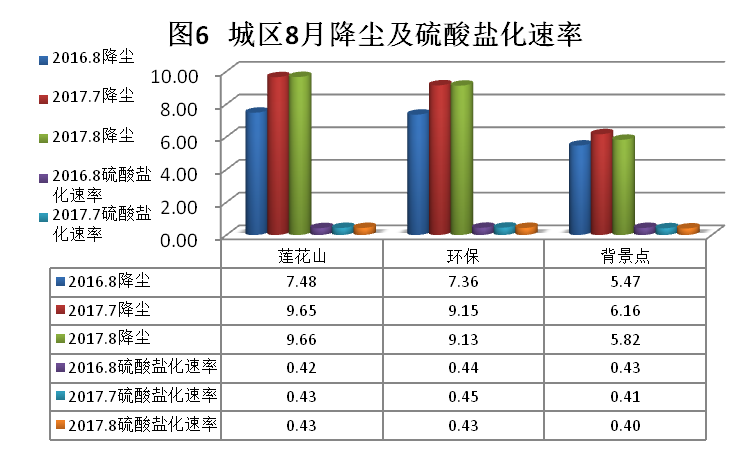 图6 城区8月降尘及硫酸盐化速率
2016.8降尘
2017.7降尘
2017.8降尘
2016.8硫酸盐
化速率
2017.7硫酸盐
化速率
10.00
8.00
6.00
4.00
2.00
0.00
莲花山 环保 背景点
2016.8降尘 7.48 7.36 5.47
2017.7降尘 9.65 9.15 6.16
2017.8降尘 9.66 9.13 5.82
2016.8硫酸盐化速率 0.42 0.44 0.43
2017.7硫酸盐化速率 0.43 0.45 0.41
2017.8硫酸盐化速率 0.43 0.43 0.40